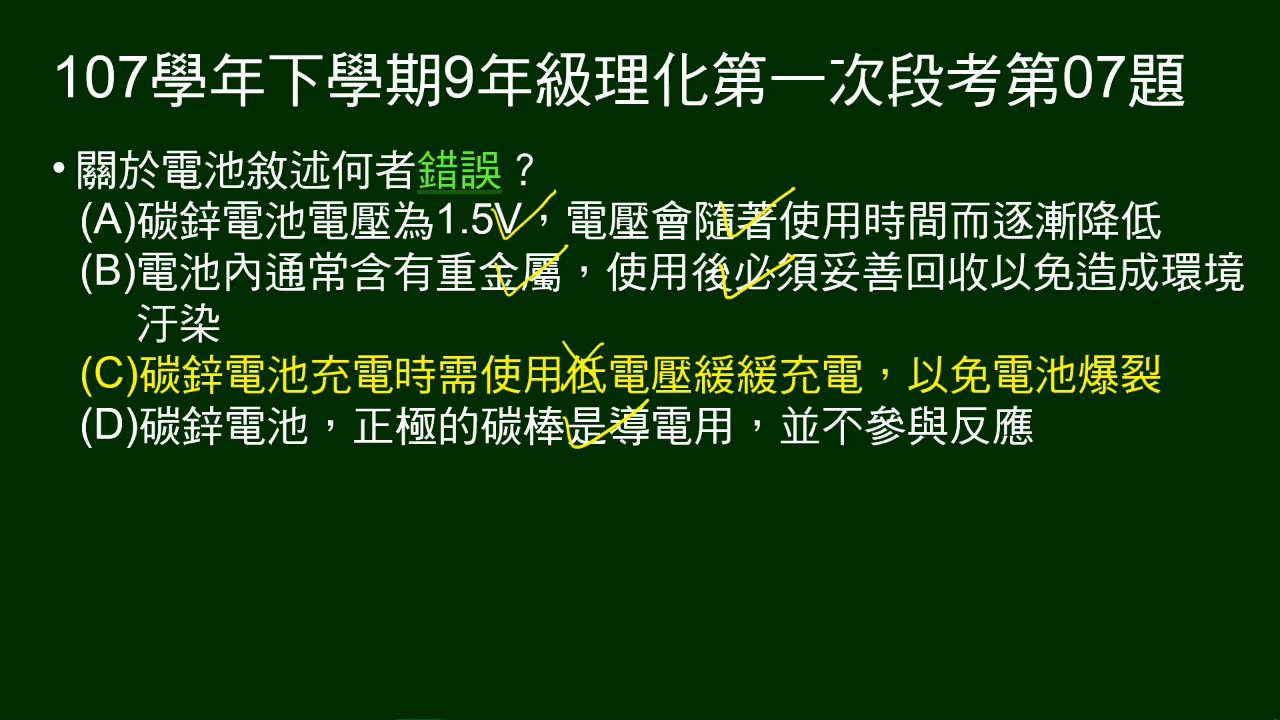 107學年下學期9年級理化第一次段考第07題
•關於電池敘述何者錯誤？
(A)碳鋅電池電壓為1.5V，電壓會隨著使用時間而逐漸降低
(B)電池內通常含有重金屬，使用後必須妥善回收以免造成環境
汙染
(C)碳鋅電池充電時需使用低電壓緩緩充電，以免電池爆裂
(D)碳鋅電池，正極的碳棒是導電用，並不參與反應